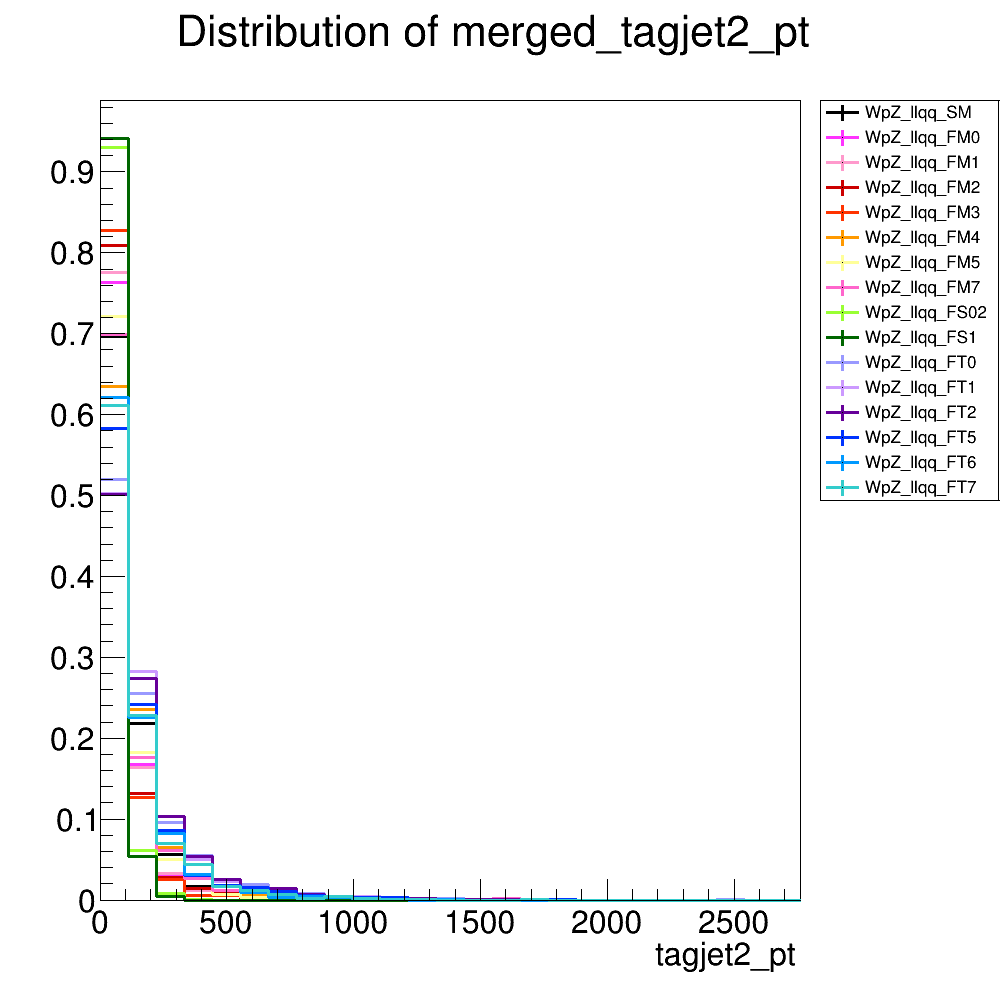 Distribution of merged_tagjet2_pt
WpZ_llqq_SM
WpZ_llqq_FM0
WpZ_llqq_FM1
WpZ_llqq_FM2
WpZ_llqq_FM3
WpZ_llqq_FM4
WpZ_llqq_FM5
WpZ_llqq_FM7
WpZ_llqq_FS02
WpZ_llqq_FS1
WpZ_llqq_FT0
WpZ_llqq_FT1
WpZ_llqq_FT2
WpZ_llqq_FT5
WpZ_llqq_FT6
WpZ_llqq_FT7
0.9
0.8
0.7
0.6
0.5
0.4
0.3
0.2
0.1
0
0 500 1000 1500 2000 2500
tagjet2_pt